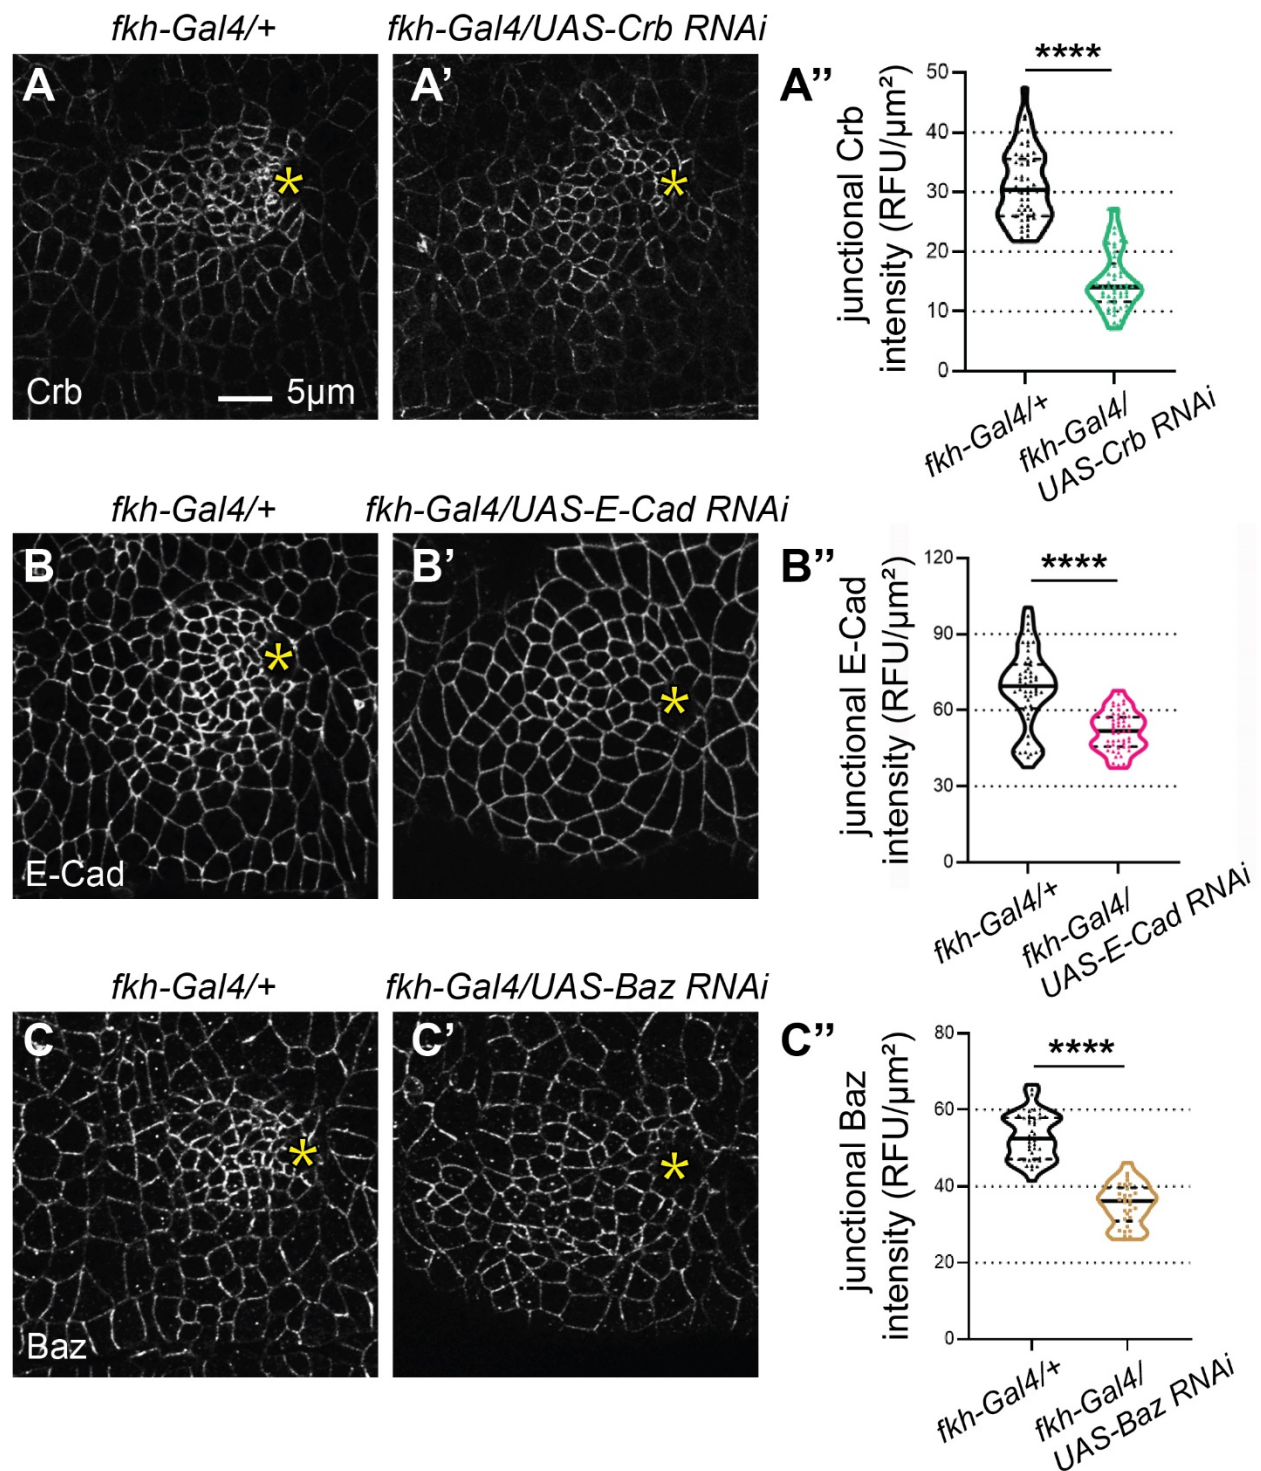 fkh-Gal4/+
fkh-Gal4/UAS-Crb RNAi
A
A’
A’’
*
*
Crb
5µm
junctional Crb
intensity (RFU/µm²)
****
50
40
30
20
10
0
fkh-Gal4/+
fkh-Gal4/
UAS-Crb RNAi
fkh-Gal4/+
fkh-Gal4/UAS-E-Cad RNAi
B
B’
B’’
*
*
E-Cad
junctional E-Cad
intensity (RFU/µm²)
****
120
90
60
30
0
fkh-Gal4/+
fkh-Gal4/
UAS-E-Cad RNAi
fkh-Gal4/+
fkh-Gal4/UAS-Baz RNAi
C
C’
C’’
*
*
Baz
junctional Baz
intensity (RFU/µm²)
****
80
60
40
20
0
fkh-Gal4/+
fkh-Gal4/
UAS-Baz RNAi